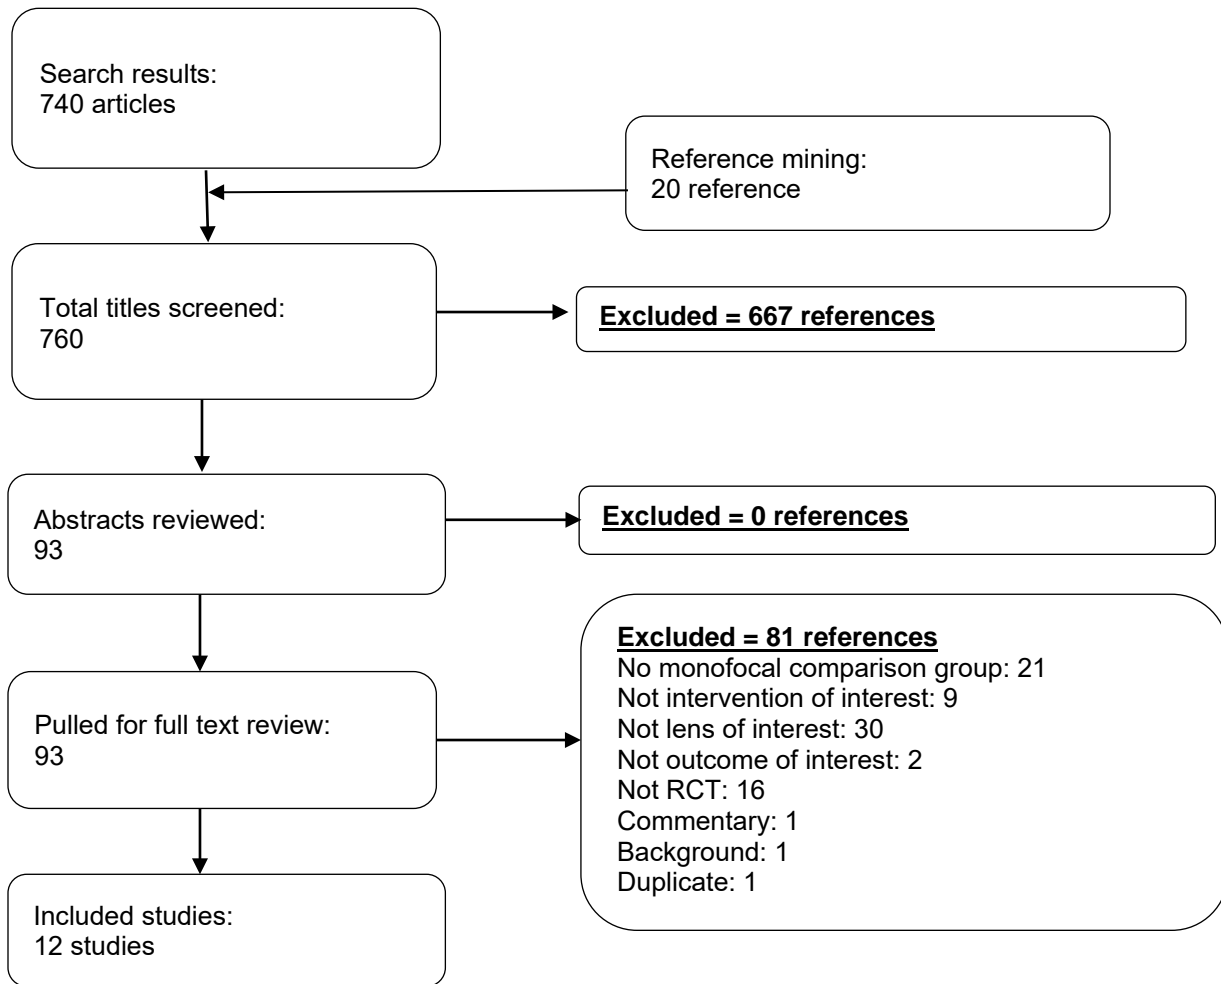 Search results:
740 articles
Reference mining:
20 reference
Total titles screened:
760
Excluded = 667 references
Abstracts reviewed:
93
Excluded = 0 references
Pulled for full text review:
93
Excluded = 81 references
No monofocal comparison group: 21
Not intervention of interest: 9
Not lens of interest: 30
Not outcome of interest: 2
Not RCT: 16
Commentary: 1
Background: 1
Duplicate: 1
Included studies:
12 studies